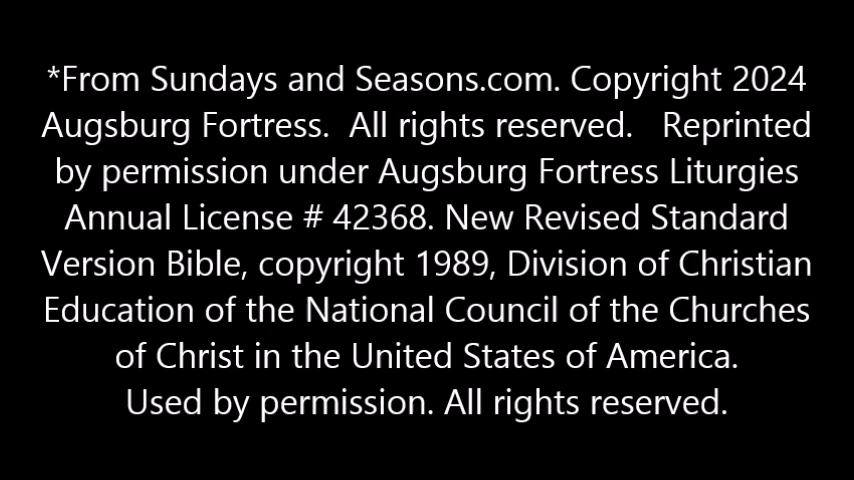 *From Sundays and Seasons.com. Copyright 2024
Augsburg Fortress.  All rights reserved.   Reprinted
by permission under Augsburg Fortress Liturgies
Annual License # 42368. New Revised Standard
Version Bible, copyright 1989, Division of Christian
Education of the National Council of the Churches
of Christ in the United States of America.
Used by permission. All rights reserved.